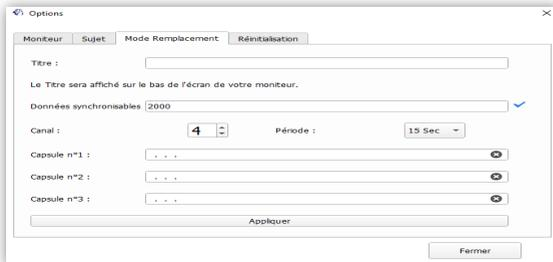 Options
Moniteur Sujet Mode Remplacement Réinitialisation
Titre :
Le Titre sera affiché sur le bas de l'écran de votre moniteur.
Données synchronisables 2000
Canal : 4 Période : 15 Sec
Capsule n°1 : . . .
Capsule n°2 : . . .
Capsule n°3 : . . .
Appliquer
Fermer